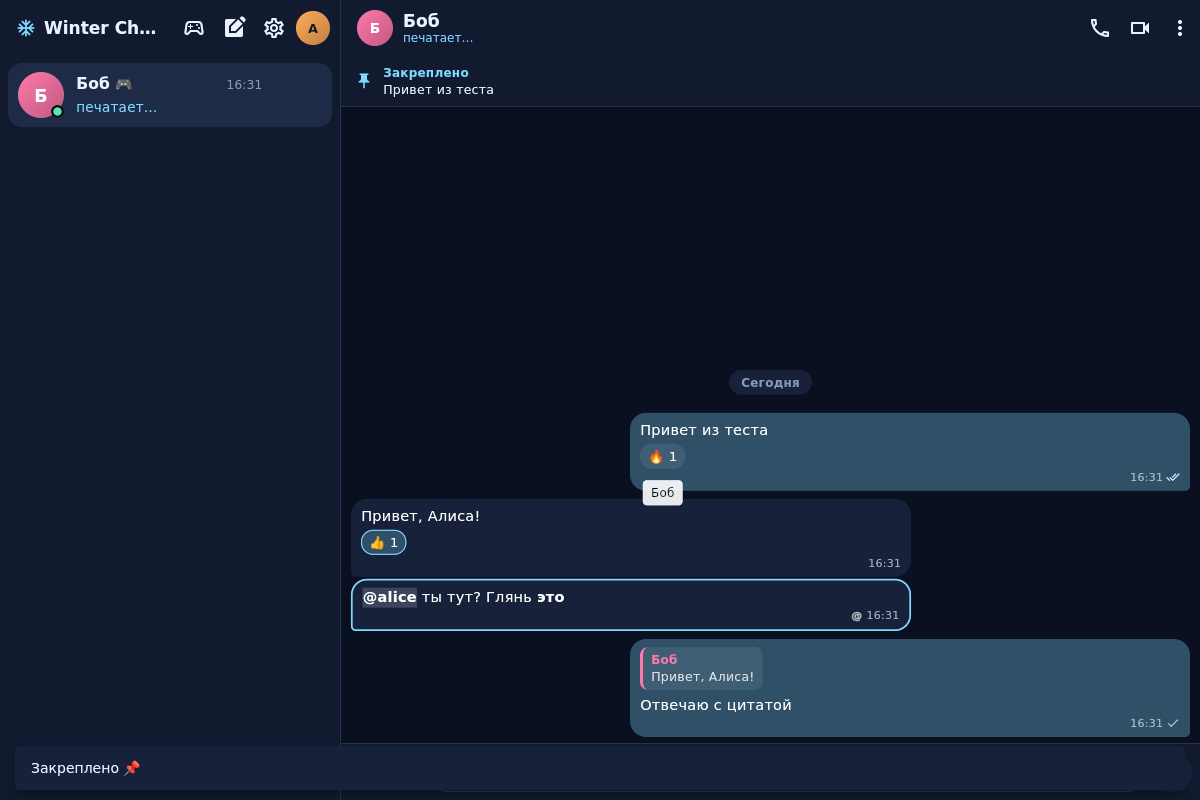 Winter Ch…
A
Б
Боб 🎮
16:31
печатает…
Б
Боб
печатает…
Закреплено
Привет из теста
Сегодня
Привет из теста
🔥 1
16:31
Боб
Привет, Алиса!
👍 1
16:31
@alice ты тут? Глянь это
@ 16:31
Боб
Привет, Алиса!
Отвечаю с цитатой
16:31
Закреплено 📌